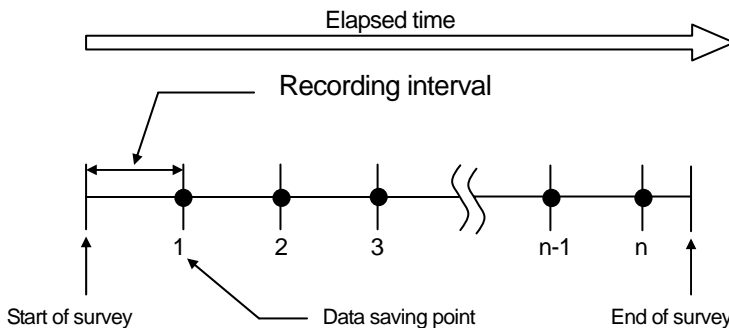 Elapsed time
Recording interval
1
2
3
n-1
n
Start of survey
Data saving point
End of survey